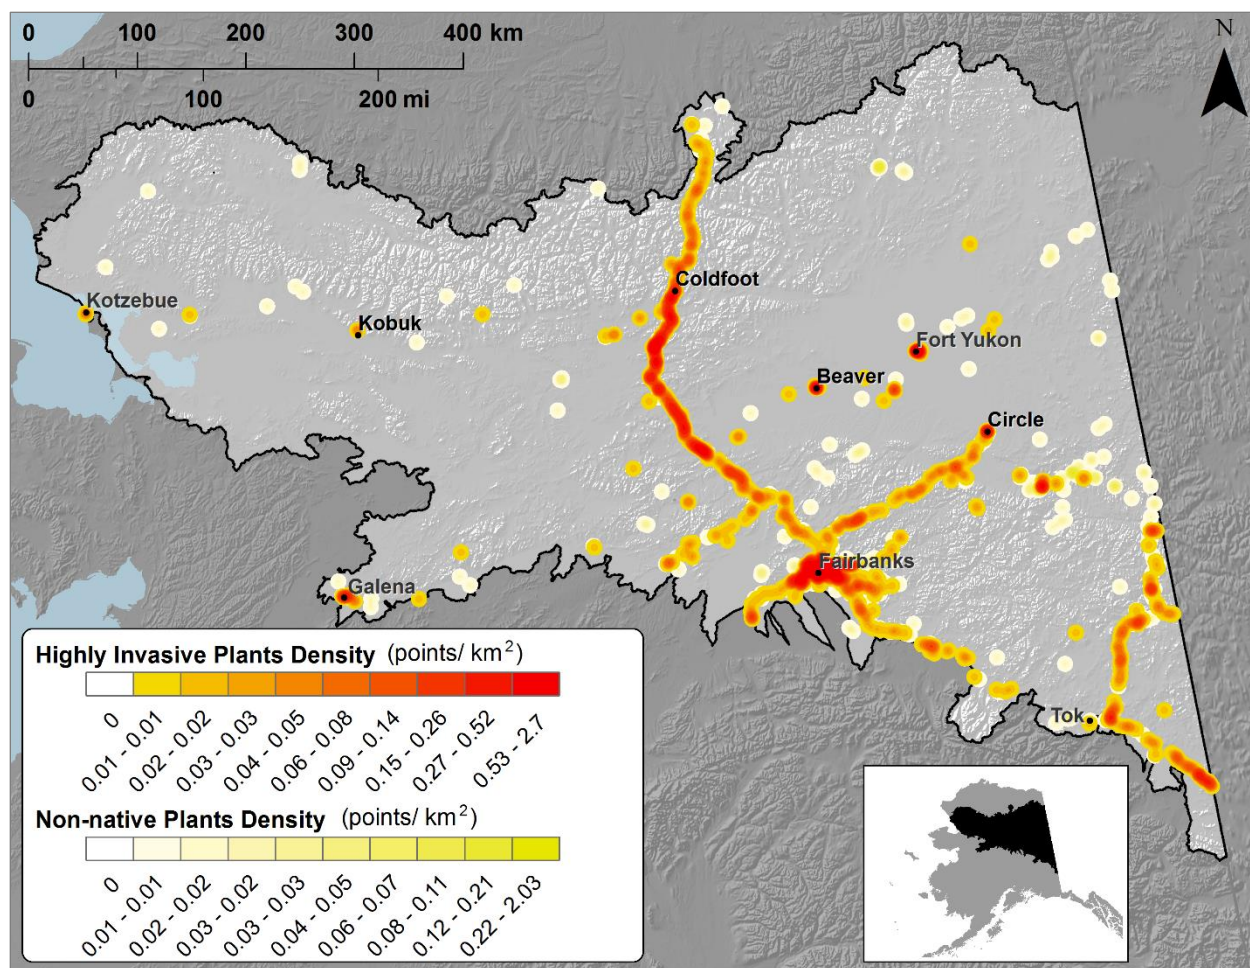 0 100 200 300 400 km
0 100 200 mi
N
Coldfoot
Kotzebue
Kobuk
Fort Yukon
Beaver
Circle
Fairbanks
Galena
Tok
Highly Invasive Plants Density (points/ km²)
0
0.01 - 0.01
0.02 - 0.02
0.03 - 0.03
0.04 - 0.05
0.06 - 0.08
0.09 - 0.14
0.15 - 0.26
0.27 - 0.52
0.53 - 2.7
Non-native Plants Density (points/ km²)
0
0.01 - 0.01
0.02 - 0.02
0.03 - 0.02
0.03 - 0.03
0.04 - 0.05
0.06 - 0.07
0.08 - 0.11
0.12 - 0.21
0.22 - 2.03